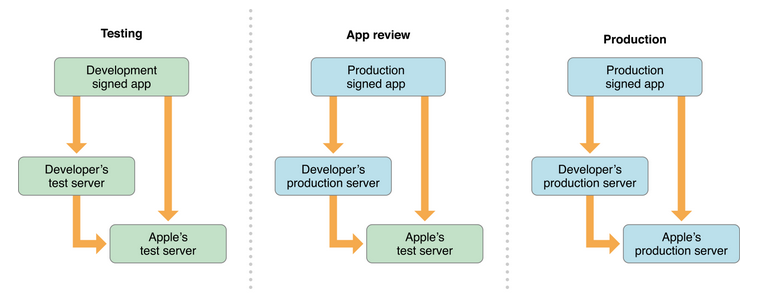 Testing
Development
signed app
Developer’s
test server
Apple’s
test server
App review
Production
signed app
Developer’s
production server
Apple’s
test server
Production
Production
signed app
Developer’s
production server
Apple’s
production server